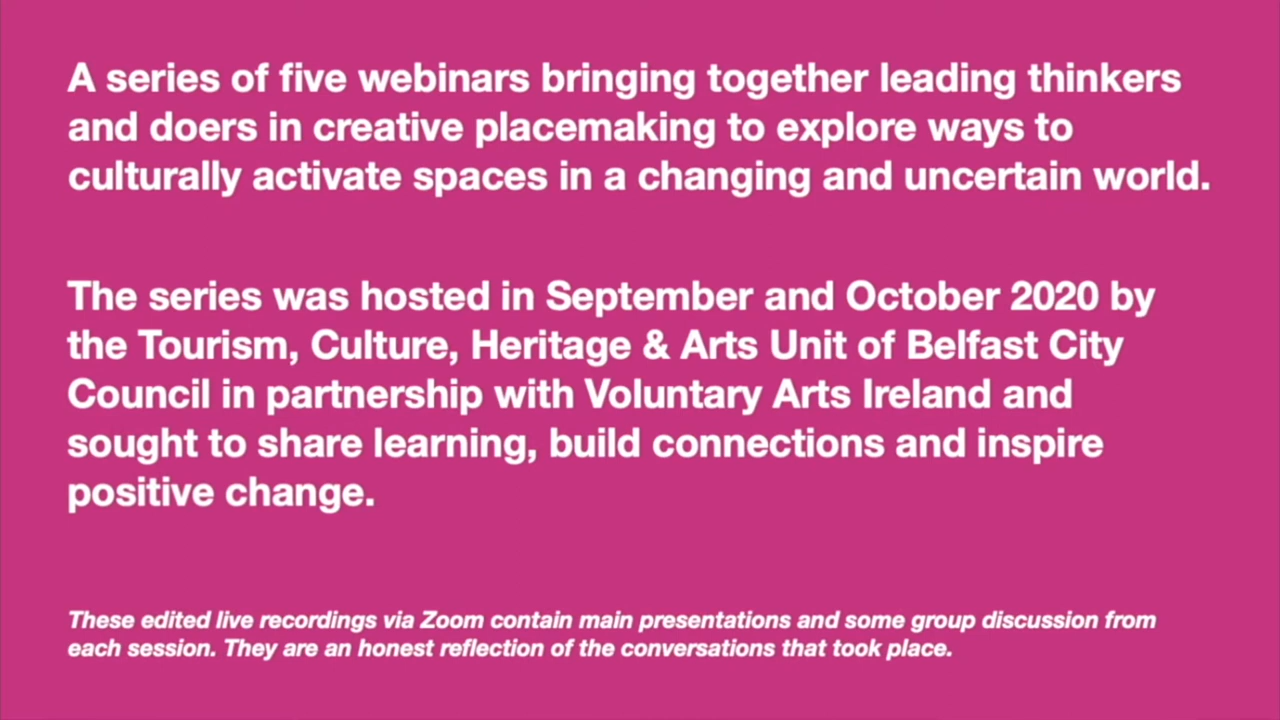 A series of five webinars bringing together leading thinkers
and doers in creative placemaking to explore ways to
culturally activate spaces in a changing and uncertain world.
The series was hosted in September and October 2020 by
the Tourism, Culture, Heritage & Arts Unit of Belfast City
Council in partnership with Voluntary Arts Ireland and
sought to share learning, build connections and inspire
positive change.
These edited live recordings via Zoom contain main presentations and some group discussion from
each session. They are an honest reflection of the conversations that took place.